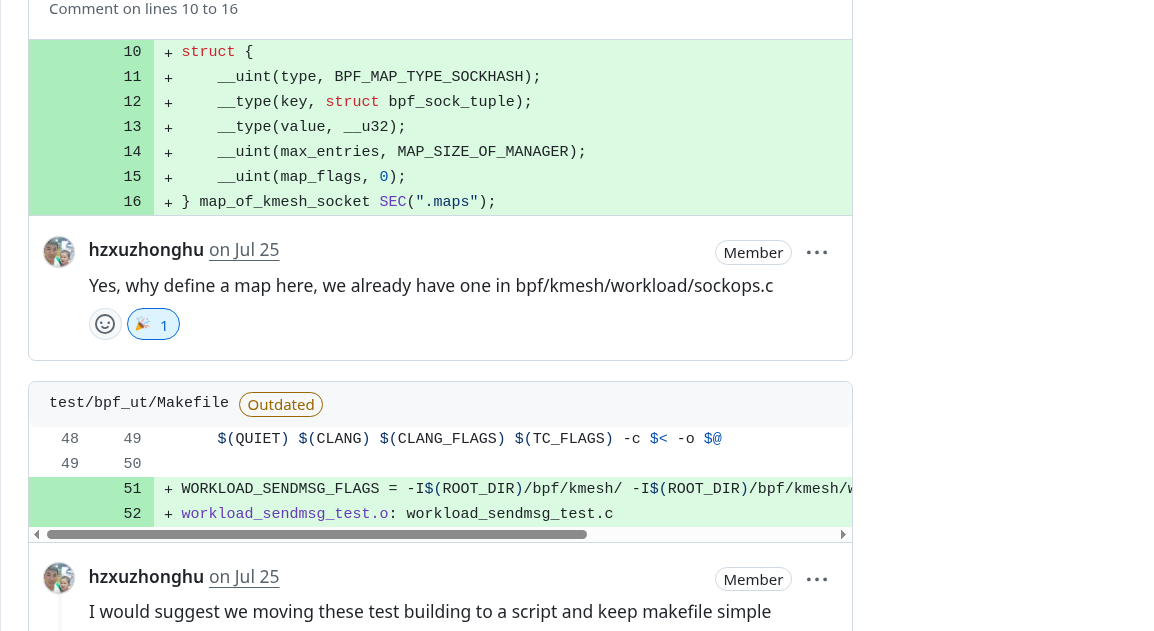 Comment on lines 10 to 16
10 + struct {
11 +     __uint(type, BPF_MAP_TYPE_SOCKHASH);
12 +     __type(key, struct bpf_sock_tuple);
13 +     __type(value, __u32);
14 +     __uint(max_entries, MAP_SIZE_OF_MANAGER);
15 +     __uint(map_flags, 0);
16 + } map_of_kmesh_socket SEC(".maps");
hzxuzhonghu on Jul 25 Member
Yes, why define a map here, we already have one in bpf/kmesh/workload/sockops.c
1
test/bpf_ut/Makefile Outdated
48 49     $(QUIET) $(CLANG) $(CLANG_FLAGS) $(TC_FLAGS) -c $< -o $@
49 50
51 + WORKLOAD_SENDMSG_FLAGS = -I$(ROOT_DIR)/bpf/kmesh/ -I$(ROOT_DIR)/bpf/kmesh/
52 + workload_sendmsg_test.o: workload_sendmsg_test.c
hzxuzhonghu on Jul 25 Member
I would suggest we moving these test building to a script and keep makefile simple